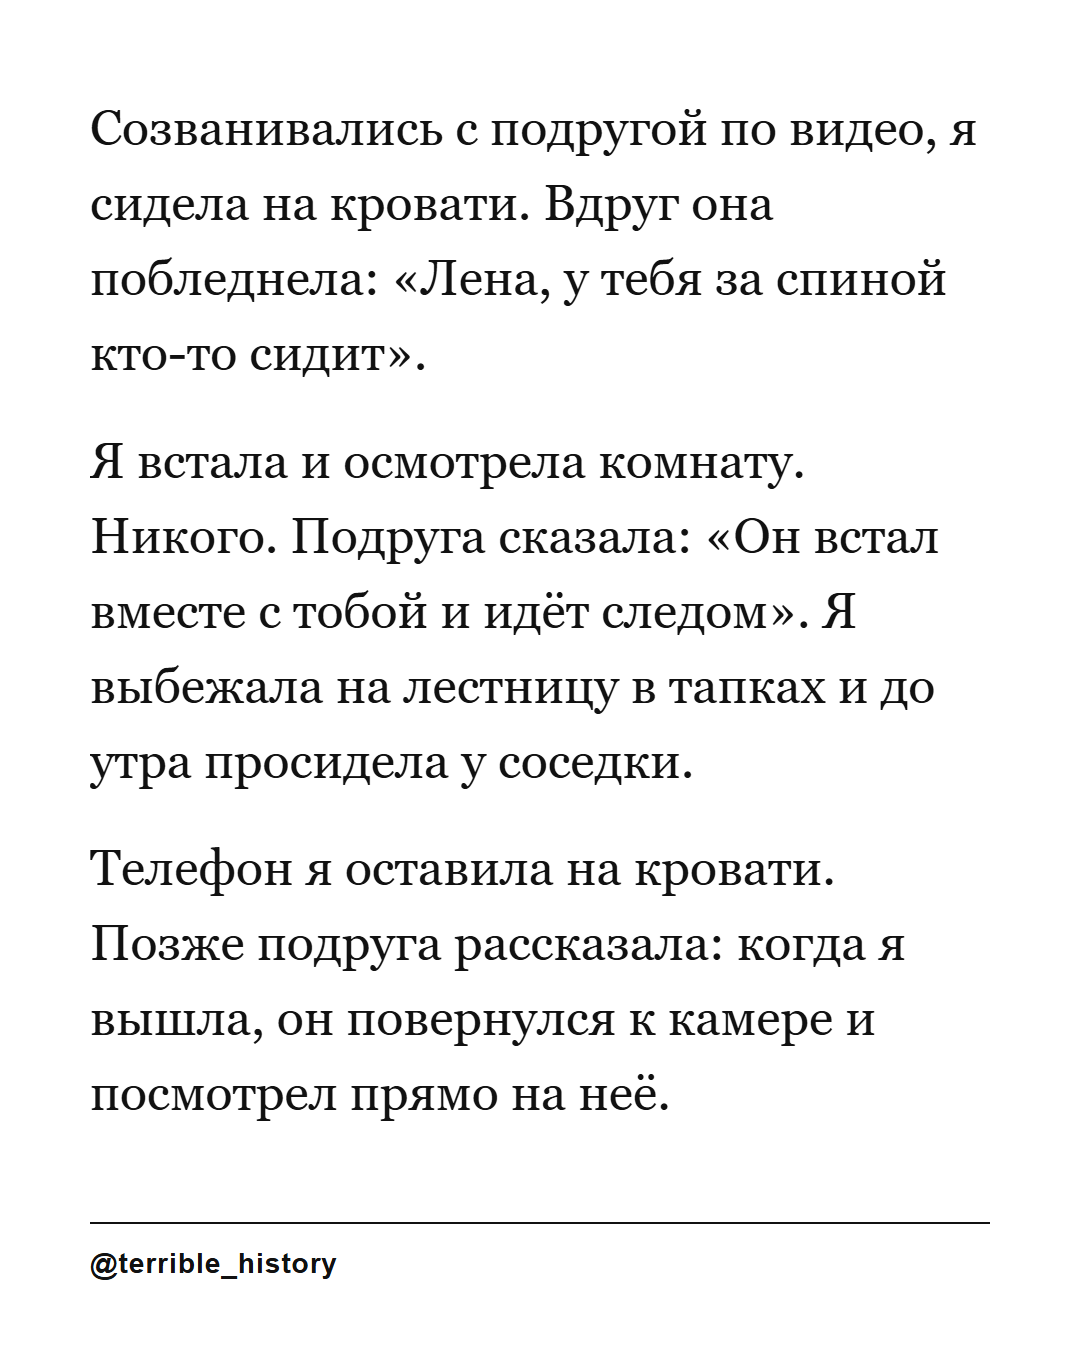 Созванивались с подругой по видео, я
сидела на кровати. Вдруг она
побледнела: «Лена, у тебя за спиной
кто-то сидит».
Я встала и осмотрела комнату.
Никого. Подруга сказала: «Он встал
вместе с тобой и идёт следом». Я
выбежала на лестницу в тапках и до
утра просидела у соседки.
Телефон я оставила на кровати.
Позже подруга рассказала: когда я
вышла, он повернулся к камере и
посмотрел прямо на неё.
@terrible_history